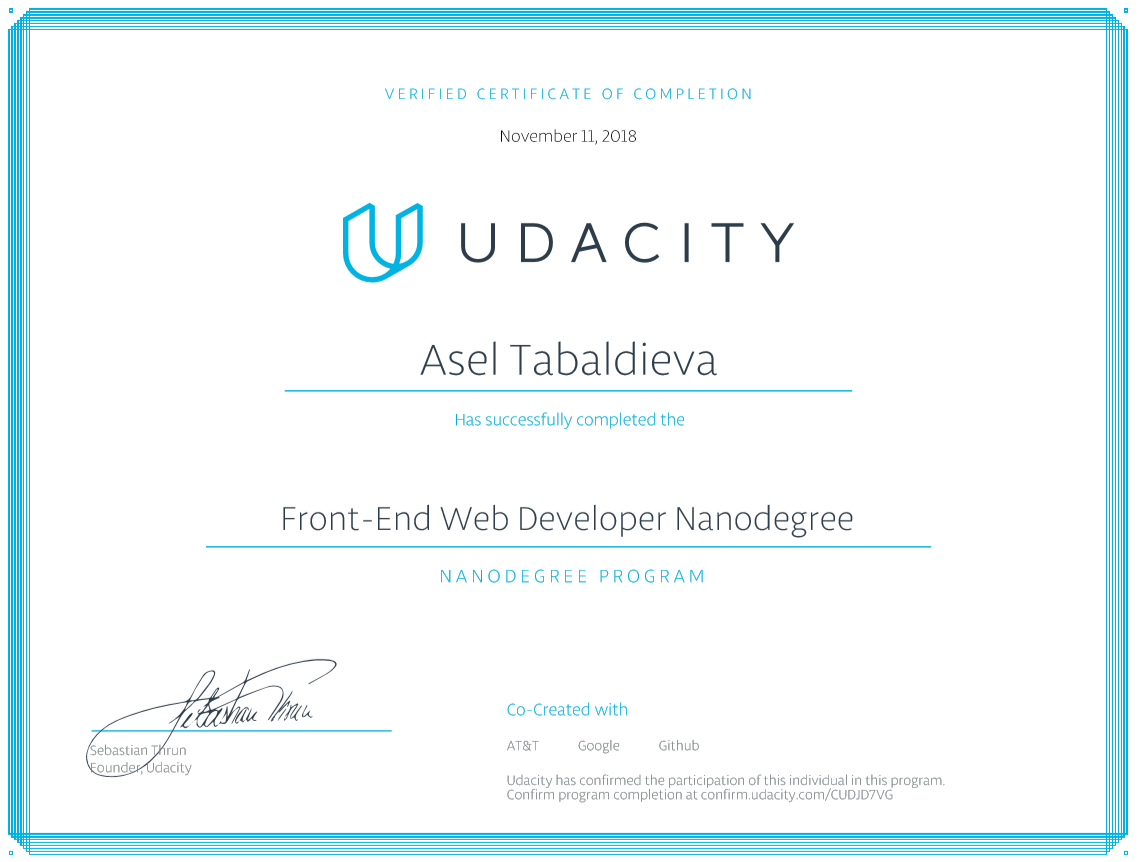 VERIFIED CERTIFICATE OF COMPLETION
November 11, 2018
UDACITY
Asel Tabaldieva
Has successfully completed the
Front-End Web Developer Nanodegree
NANODEGREE PROGRAM
Sebastian Thrun
Sebastian Thrun
Founder, Udacity
Co-Created with
AT&T Google Github
Udacity has confirmed the participation of this individual in this program.
Confirm program completion at confirm.udacity.com/CUDJD7VG